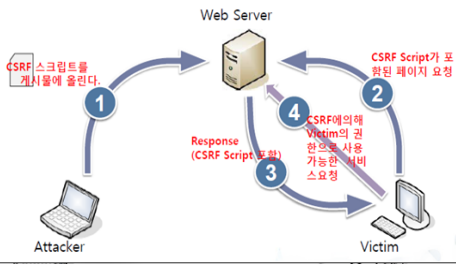 Web Server
CSRF 스크립트를
게시물에 올린다.
1
CSRF Script가 포
함된 페이지 요청
2
4
CSRF에의해
Victim의 권
한으로 사용
가능한 서비
스요청
Response
(CSRF Script 포함)
3
Attacker
Victim